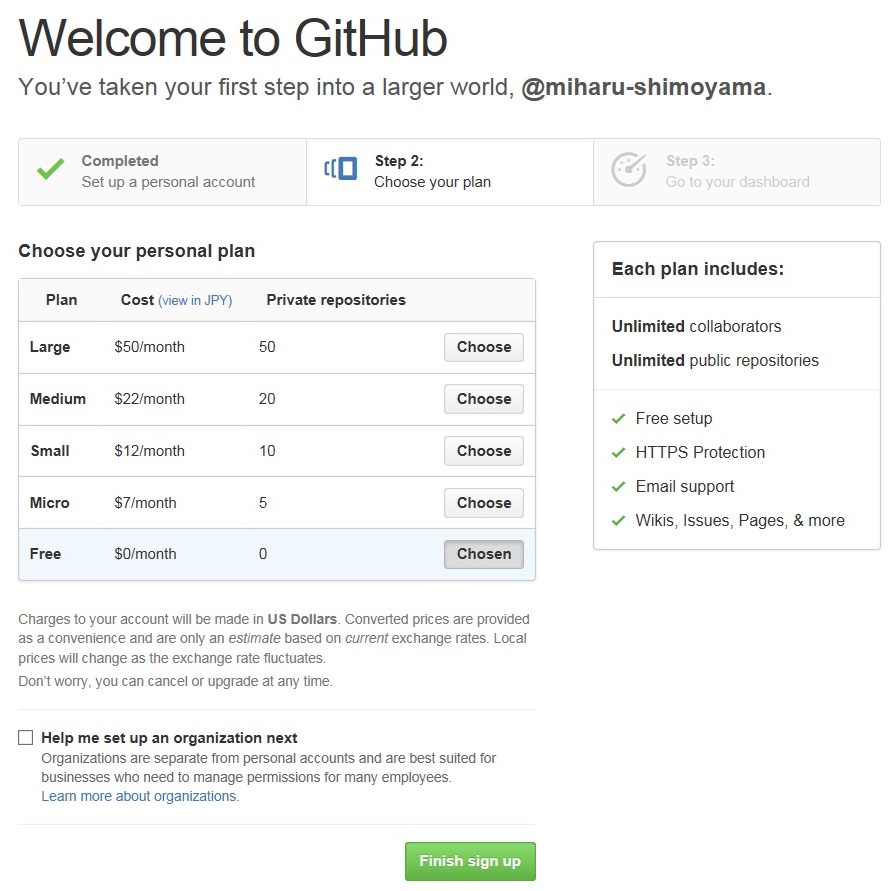 Welcome to GitHub
You’ve taken your first step into a larger world, @miharu-shimoyama.
Completed
Set up a personal account
Step 2:
Choose your plan
Step 3:
Go to your dashboard
Choose your personal plan
Plan Cost (view in JPY) Private repositories
Large $50/month 50 Choose
Medium $22/month 20 Choose
Small $12/month 10 Choose
Micro $7/month 5 Choose
Free $0/month 0 Chosen
Charges to your account will be made in US Dollars. Converted prices are provided
as a convenience and are only an estimate based on current exchange rates. Local
prices will change as the exchange rate fluctuates.
Don’t worry, you can cancel or upgrade at any time.
Help me set up an organization next
Organizations are separate from personal accounts and are best suited for
businesses who need to manage permissions for many employees.
Learn more about organizations.
Finish sign up
Each plan includes:
Unlimited collaborators
Unlimited public repositories
Free setup
HTTPS Protection
Email support
Wikis, Issues, Pages, & more